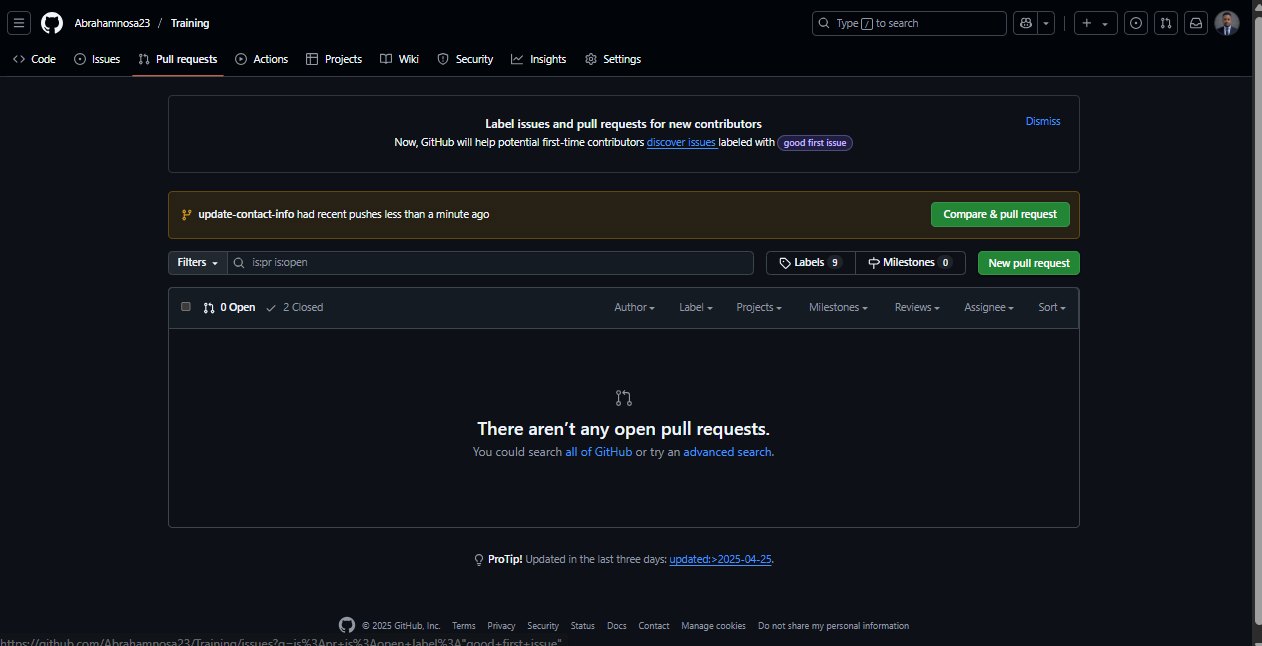 Abrahamnosa23 / Training
Type / to search
Code Issues Pull requests Actions Projects Wiki Security Insights Settings
Label issues and pull requests for new contributors
Dismiss
Now, GitHub will help potential first-time contributors discover issues labeled with good first issue
update-contact-info had recent pushes less than a minute ago
Compare & pull request
Filters is:pr is:open Labels 9 Milestones 0 New pull request
0 Open 2 Closed Author Label Projects Milestones Reviews Assignee Sort
There aren’t any open pull requests.
You could search all of GitHub or try an advanced search.
ProTip! Updated in the last three days: updated:>2025-04-25.
© 2025 GitHub, Inc. Terms Privacy Security Status Docs Contact Manage cookies Do not share my personal information
https://github.com/Abrahamnosa23/Training/issues?q=is%3Apr+is%3Aopen+label%3A"good+first+issue"